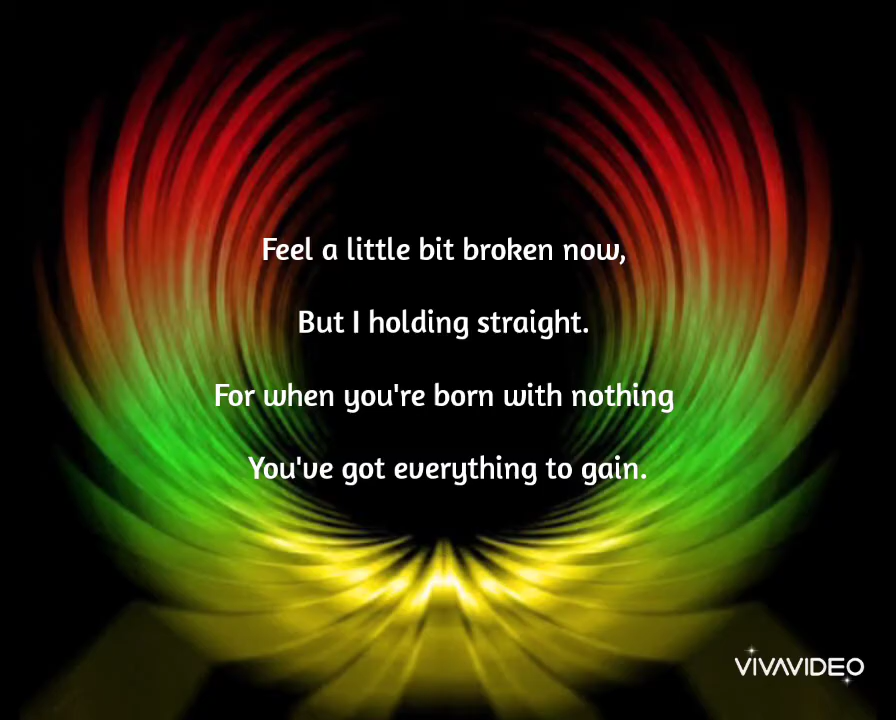 Feel a little bit broken now,
But I holding straight.
For when you're born with nothing
You've got everything to gain.
VIVAVIDEO